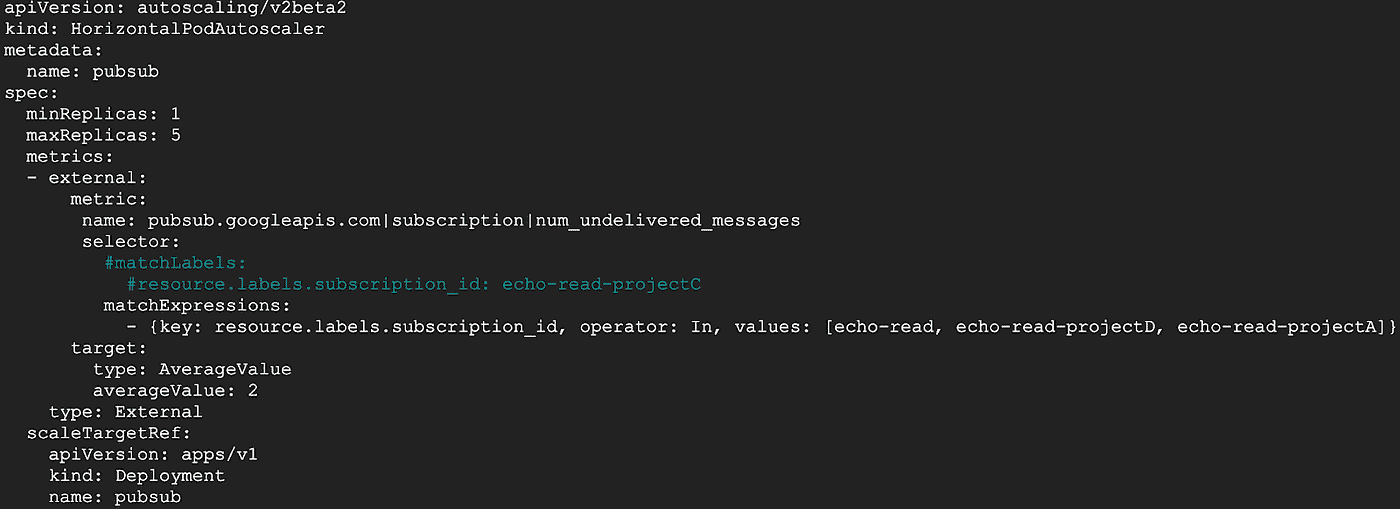 apiVersion: autoscaling/v2beta2
kind: HorizontalPodAutoscaler
metadata:
  name: pubsub
spec:
  minReplicas: 1
  maxReplicas: 5
  metrics:
  - external:
      metric:
       name: pubsub.googleapis.com|subscription|num_undelivered_messages
       selector:
         #matchLabels:
           #resource.labels.subscription_id: echo-read-projectC
         matchExpressions:
           - {key: resource.labels.subscription_id, operator: In, values: [echo-read, echo-read-projectD, echo-read-projectA]}
      target:
        type: AverageValue
        averageValue: 2
    type: External
  scaleTargetRef:
    apiVersion: apps/v1
    kind: Deployment
    name: pubsub